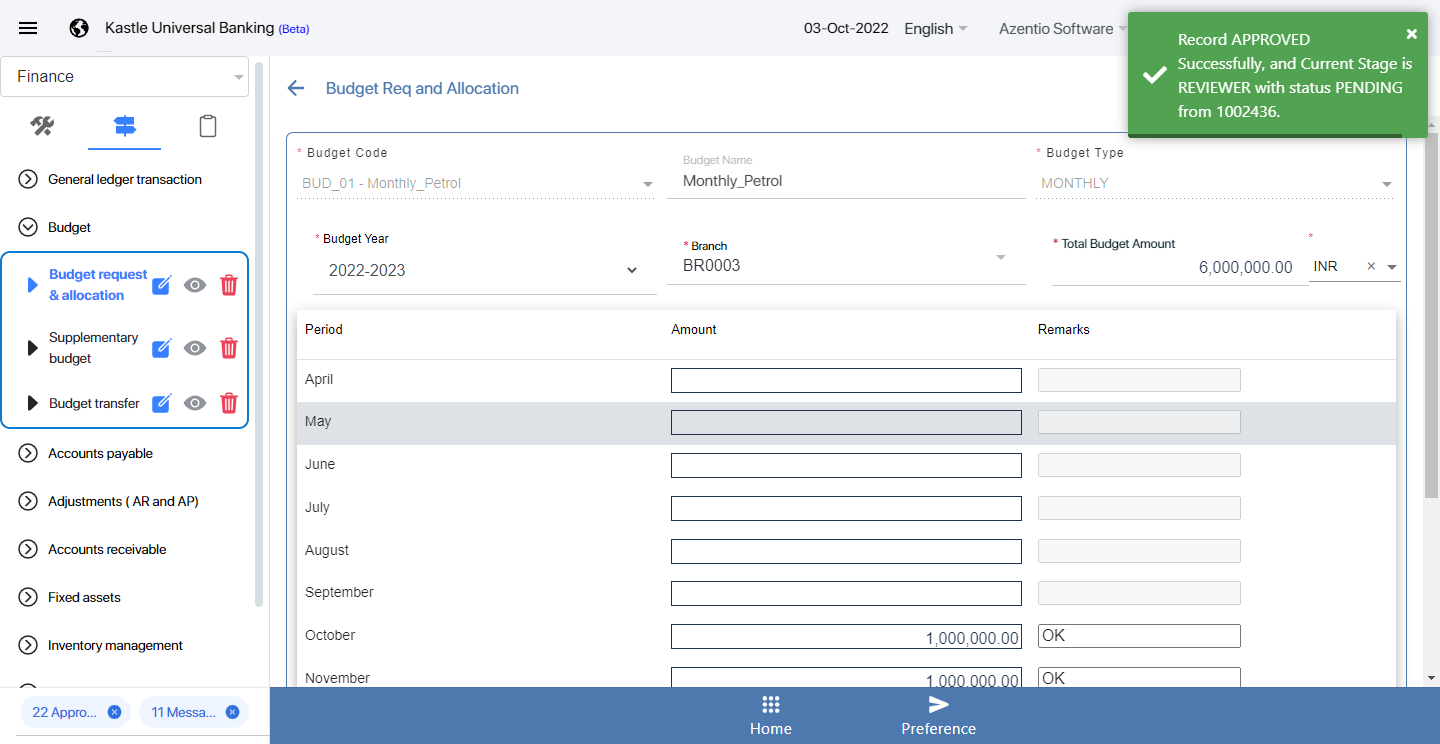 Kastle Universal Banking (Beta)
03-Oct-2022
English
Azentio Software
Record APPROVED
Successfully, and Current Stage is
REVIEWER with status PENDING
from 1002436.
Finance
General ledger transaction
Budget
Budget request
& allocation
Supplementary
budget
Budget transfer
Accounts payable
Adjustments ( AR and AP)
Accounts receivable
Fixed assets
Inventory management
22 Appro...
11 Messa...
Budget Req and Allocation
* Budget Code
BUD_01 - Monthly_Petrol
Budget Name
Monthly_Petrol
* Budget Type
MONTHLY
* Budget Year
2022-2023
* Branch
BR0003
* Total Budget Amount
6,000,000.00
*
INR
Period Amount Remarks
April
May
June
July
August
September
October 1,000,000.00 OK
November 1,000,000.00 OK
Home
Preference